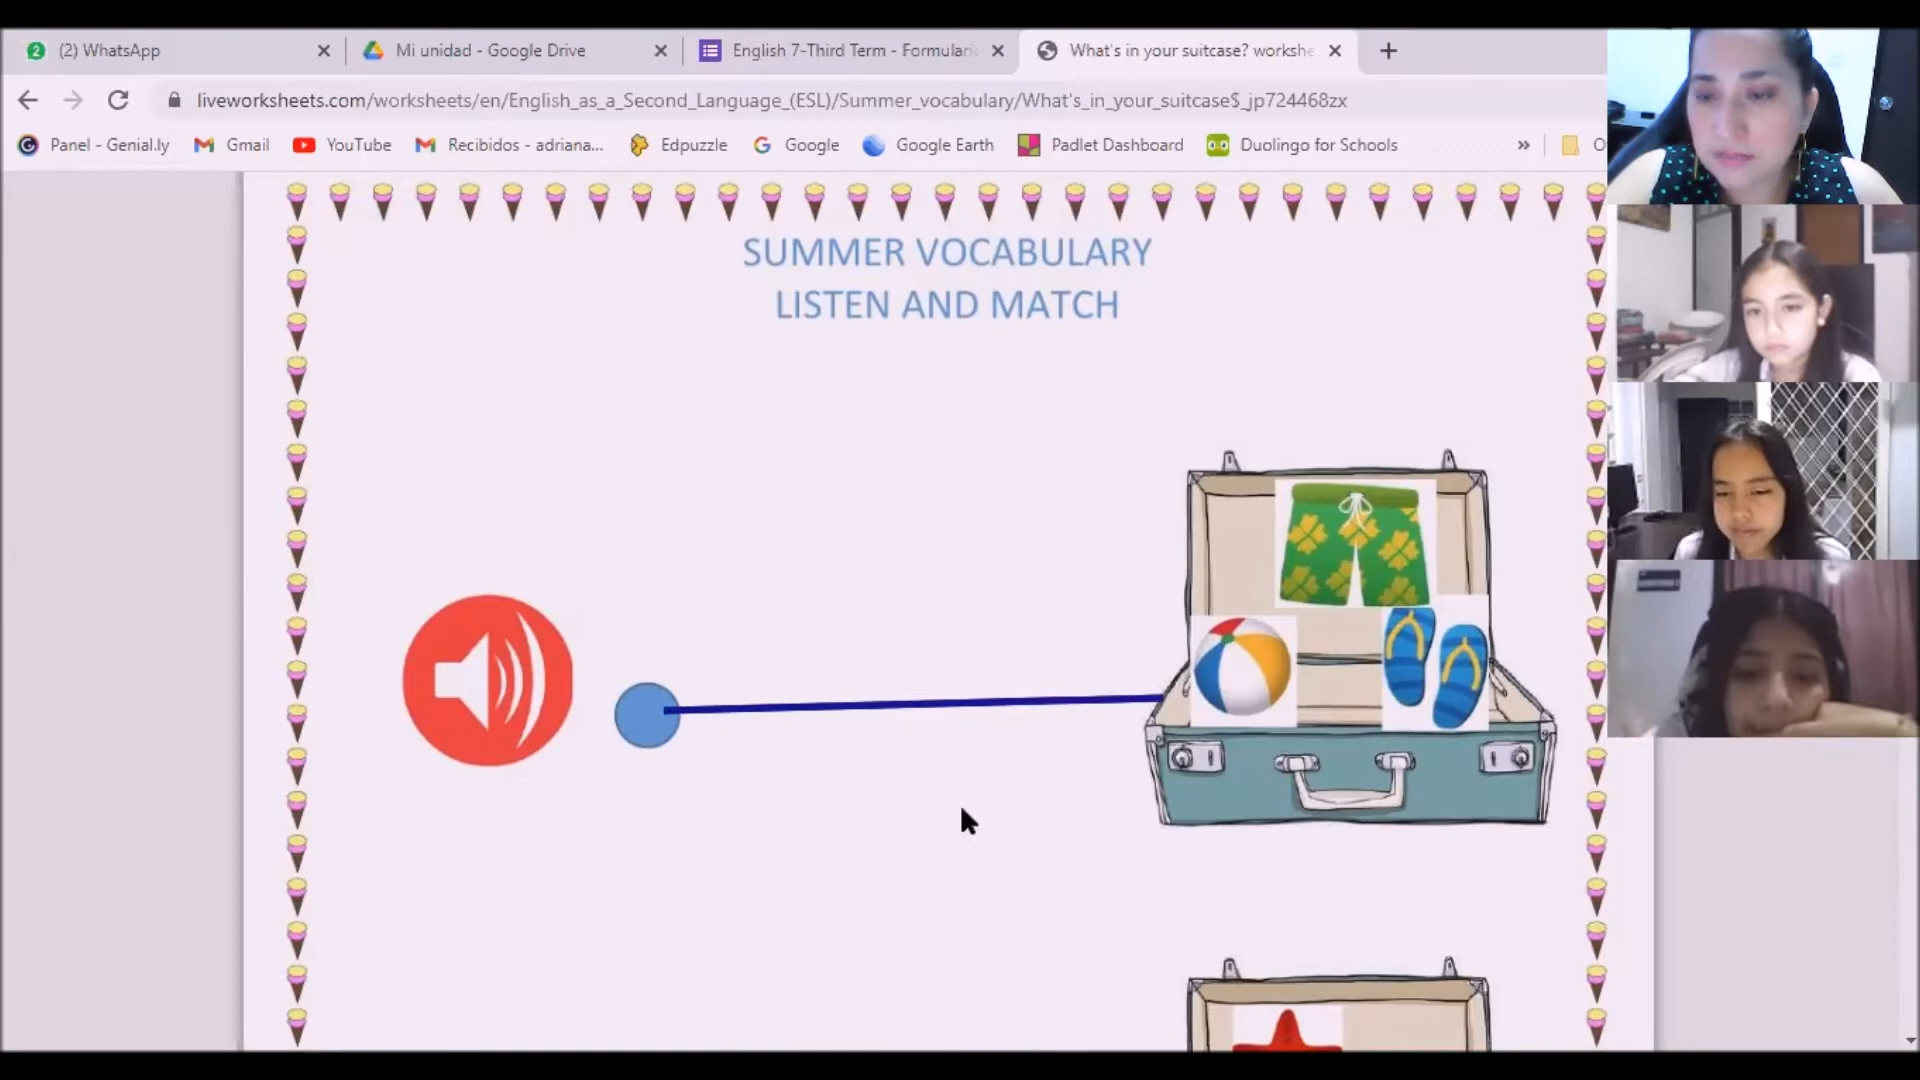 2 (2) WhatsApp
Mi unidad - Google Drive
English 7-Third Term - Formulari
What's in your suitcase? workshe
liveworksheets.com/worksheets/en/English_as_a_Second_Language_(ESL)/Summer_vocabulary/What's_in_your_suitcase$_jp724468zx
Panel - Genial.ly
Gmail
YouTube
Recibidos - adriana...
Edpuzzle
Google
Google Earth
Padlet Dashboard
Duolingo for Schools
»
O
SUMMER VOCABULARY
LISTEN AND MATCH